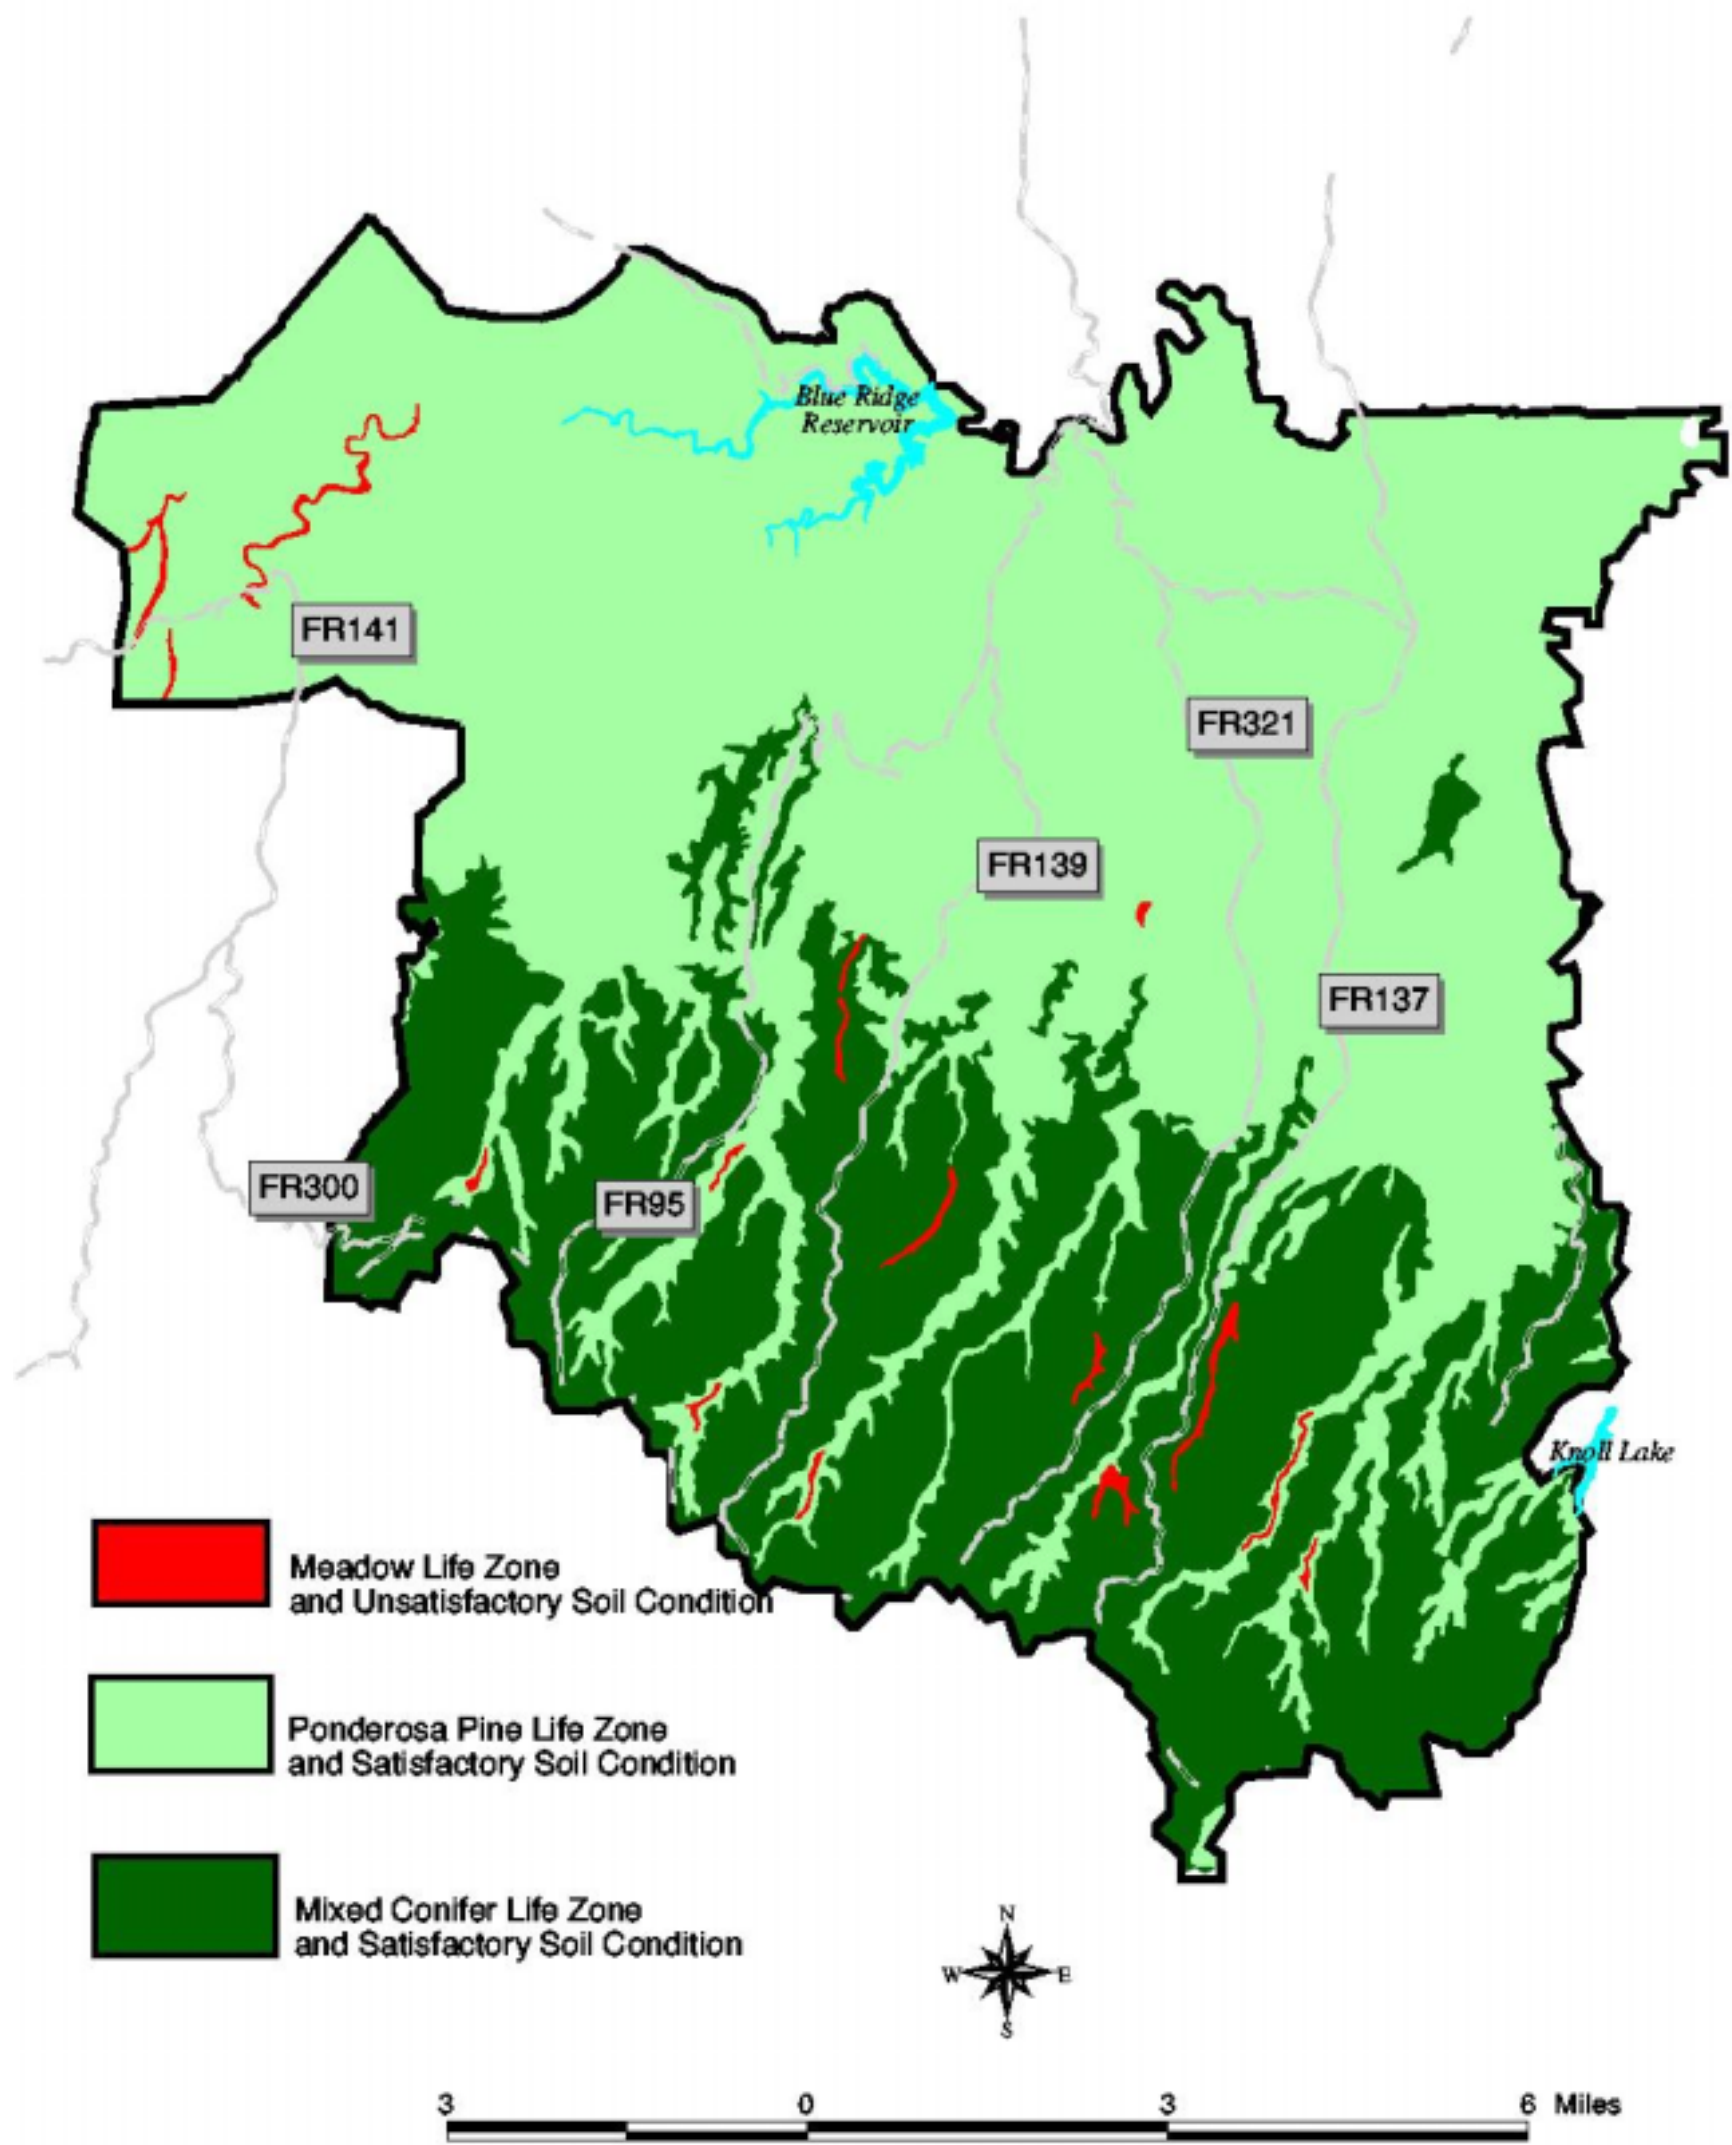 Blue Ridge
Reservoir
FR141
FR321
FR139
FR137
FR300
FR95
Knoll Lake
Meadow Life Zone
and Unsatisfactory Soil Condition
Ponderosa Pine Life Zone
and Satisfactory Soil Condition
Mixed Conifer Life Zone
and Satisfactory Soil Condition
N
W E
S
3 0 3 6 Miles